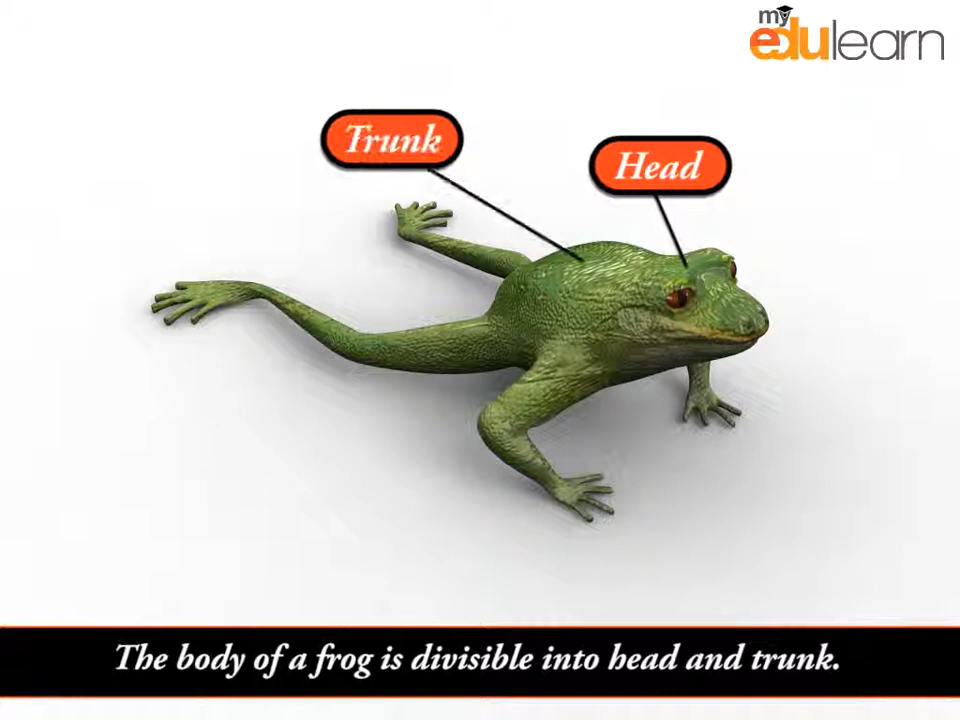 my
edulearn
Trunk
Head
The body of a frog is divisible into head and trunk.